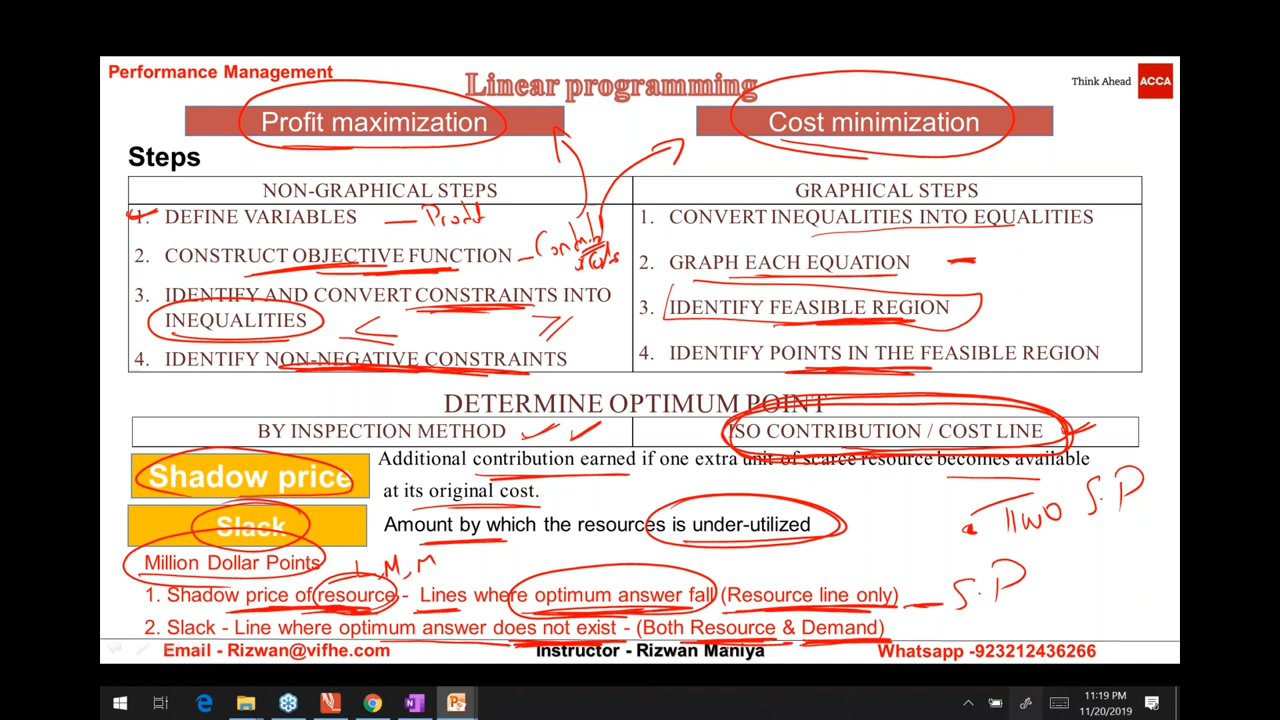 Performance Management
Linear programming
Think Ahead ACCA
Profit maximization
Cost minimization
Steps
NON-GRAPHICAL STEPS
GRAPHICAL STEPS
1. DEFINE VARIABLES
1. CONVERT INEQUALITIES INTO EQUALITIES
2. CONSTRUCT OBJECTIVE FUNCTION
2. GRAPH EACH EQUATION
3. IDENTIFY AND CONVERT CONSTRAINTS INTO
INEQUALITIES ≤ ≥
3. IDENTIFY FEASIBLE REGION
4. IDENTIFY NON-NEGATIVE CONSTRAINTS
4. IDENTIFY POINTS IN THE FEASIBLE REGION
DETERMINE OPTIMUM POINT
BY INSPECTION METHOD
ISO CONTRIBUTION / COST LINE
Shadow price
Additional contribution earned if one extra unit of scarce resource becomes available
at its original cost.
Two S.P
Slack
Amount by which the resources is under-utilized
Million Dollar Points
L, M, M
1. Shadow price of resource - Lines where optimum answer fall (Resource line only) S.P
2. Slack - Line where optimum answer does not exist - (Both Resource & Demand)
Email - Rizwan@vifhe.com
Instructor - Rizwan Maniya
Whatsapp -923212436266
11:19 PM
11/20/2019